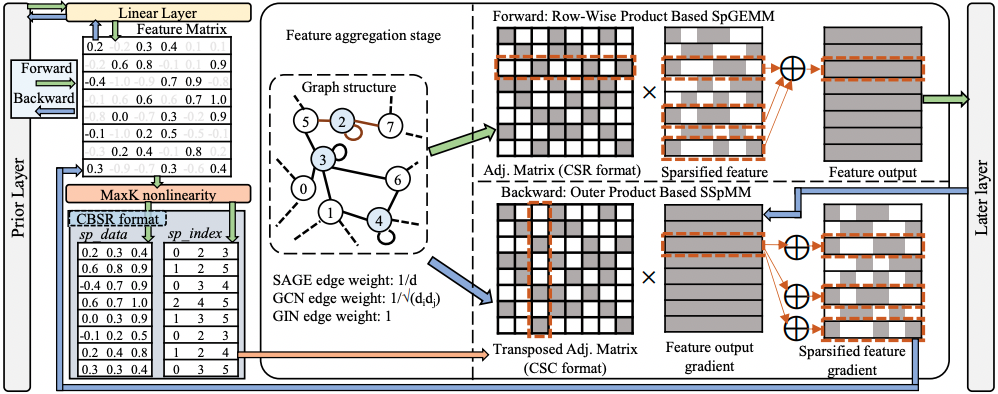 Prior Layer
Linear Layer
Feature Matrix
0.2 -0.2 0.3 0.4 0.1 0.1
-0.2 0.6 0.8 -0.1 0.1 0.9
-0.4 -1.0 -0.9 0.7 0.9 -0.8
-0.1 0.6 0.6 0.6 0.7 1.0
-0.8 0.0 -0.7 0.3 -0.2 0.9
-0.1 -1.0 0.2 0.5 -0.5 -0.1
-0.3 0.2 0.4 -0.1 0.8 0.2
0.3 -0.9 -0.7 0.3 -0.6 0.4
Forward
Backward
MaxK nonlinearity
CBSR format
sp_data
0.2 0.3 0.4
0.6 0.8 0.9
-0.4 0.7 0.9
0.6 0.7 1.0
0.0 0.3 0.9
-0.1 0.2 0.5
0.2 0.4 0.8
0.3 0.3 0.4
sp_index
0 2 3
1 2 5
0 3 4
2 4 5
1 3 5
0 2 3
1 2 4
0 3 5
Feature aggregation stage
Graph structure
5
2
7
3
0
6
1
4
SAGE edge weight: 1/d
GCN edge weight: 1/√(didj)
GIN edge weight: 1
Forward: Row-Wise Product Based SpGEMM
×
Adj. Matrix (CSR format)
Sparsified feature
Feature output
Backward: Outer Product Based SSpMM
×
Transposed Adj. Matrix
(CSC format)
Feature output
gradient
Sparsified feature
gradient
Later layer